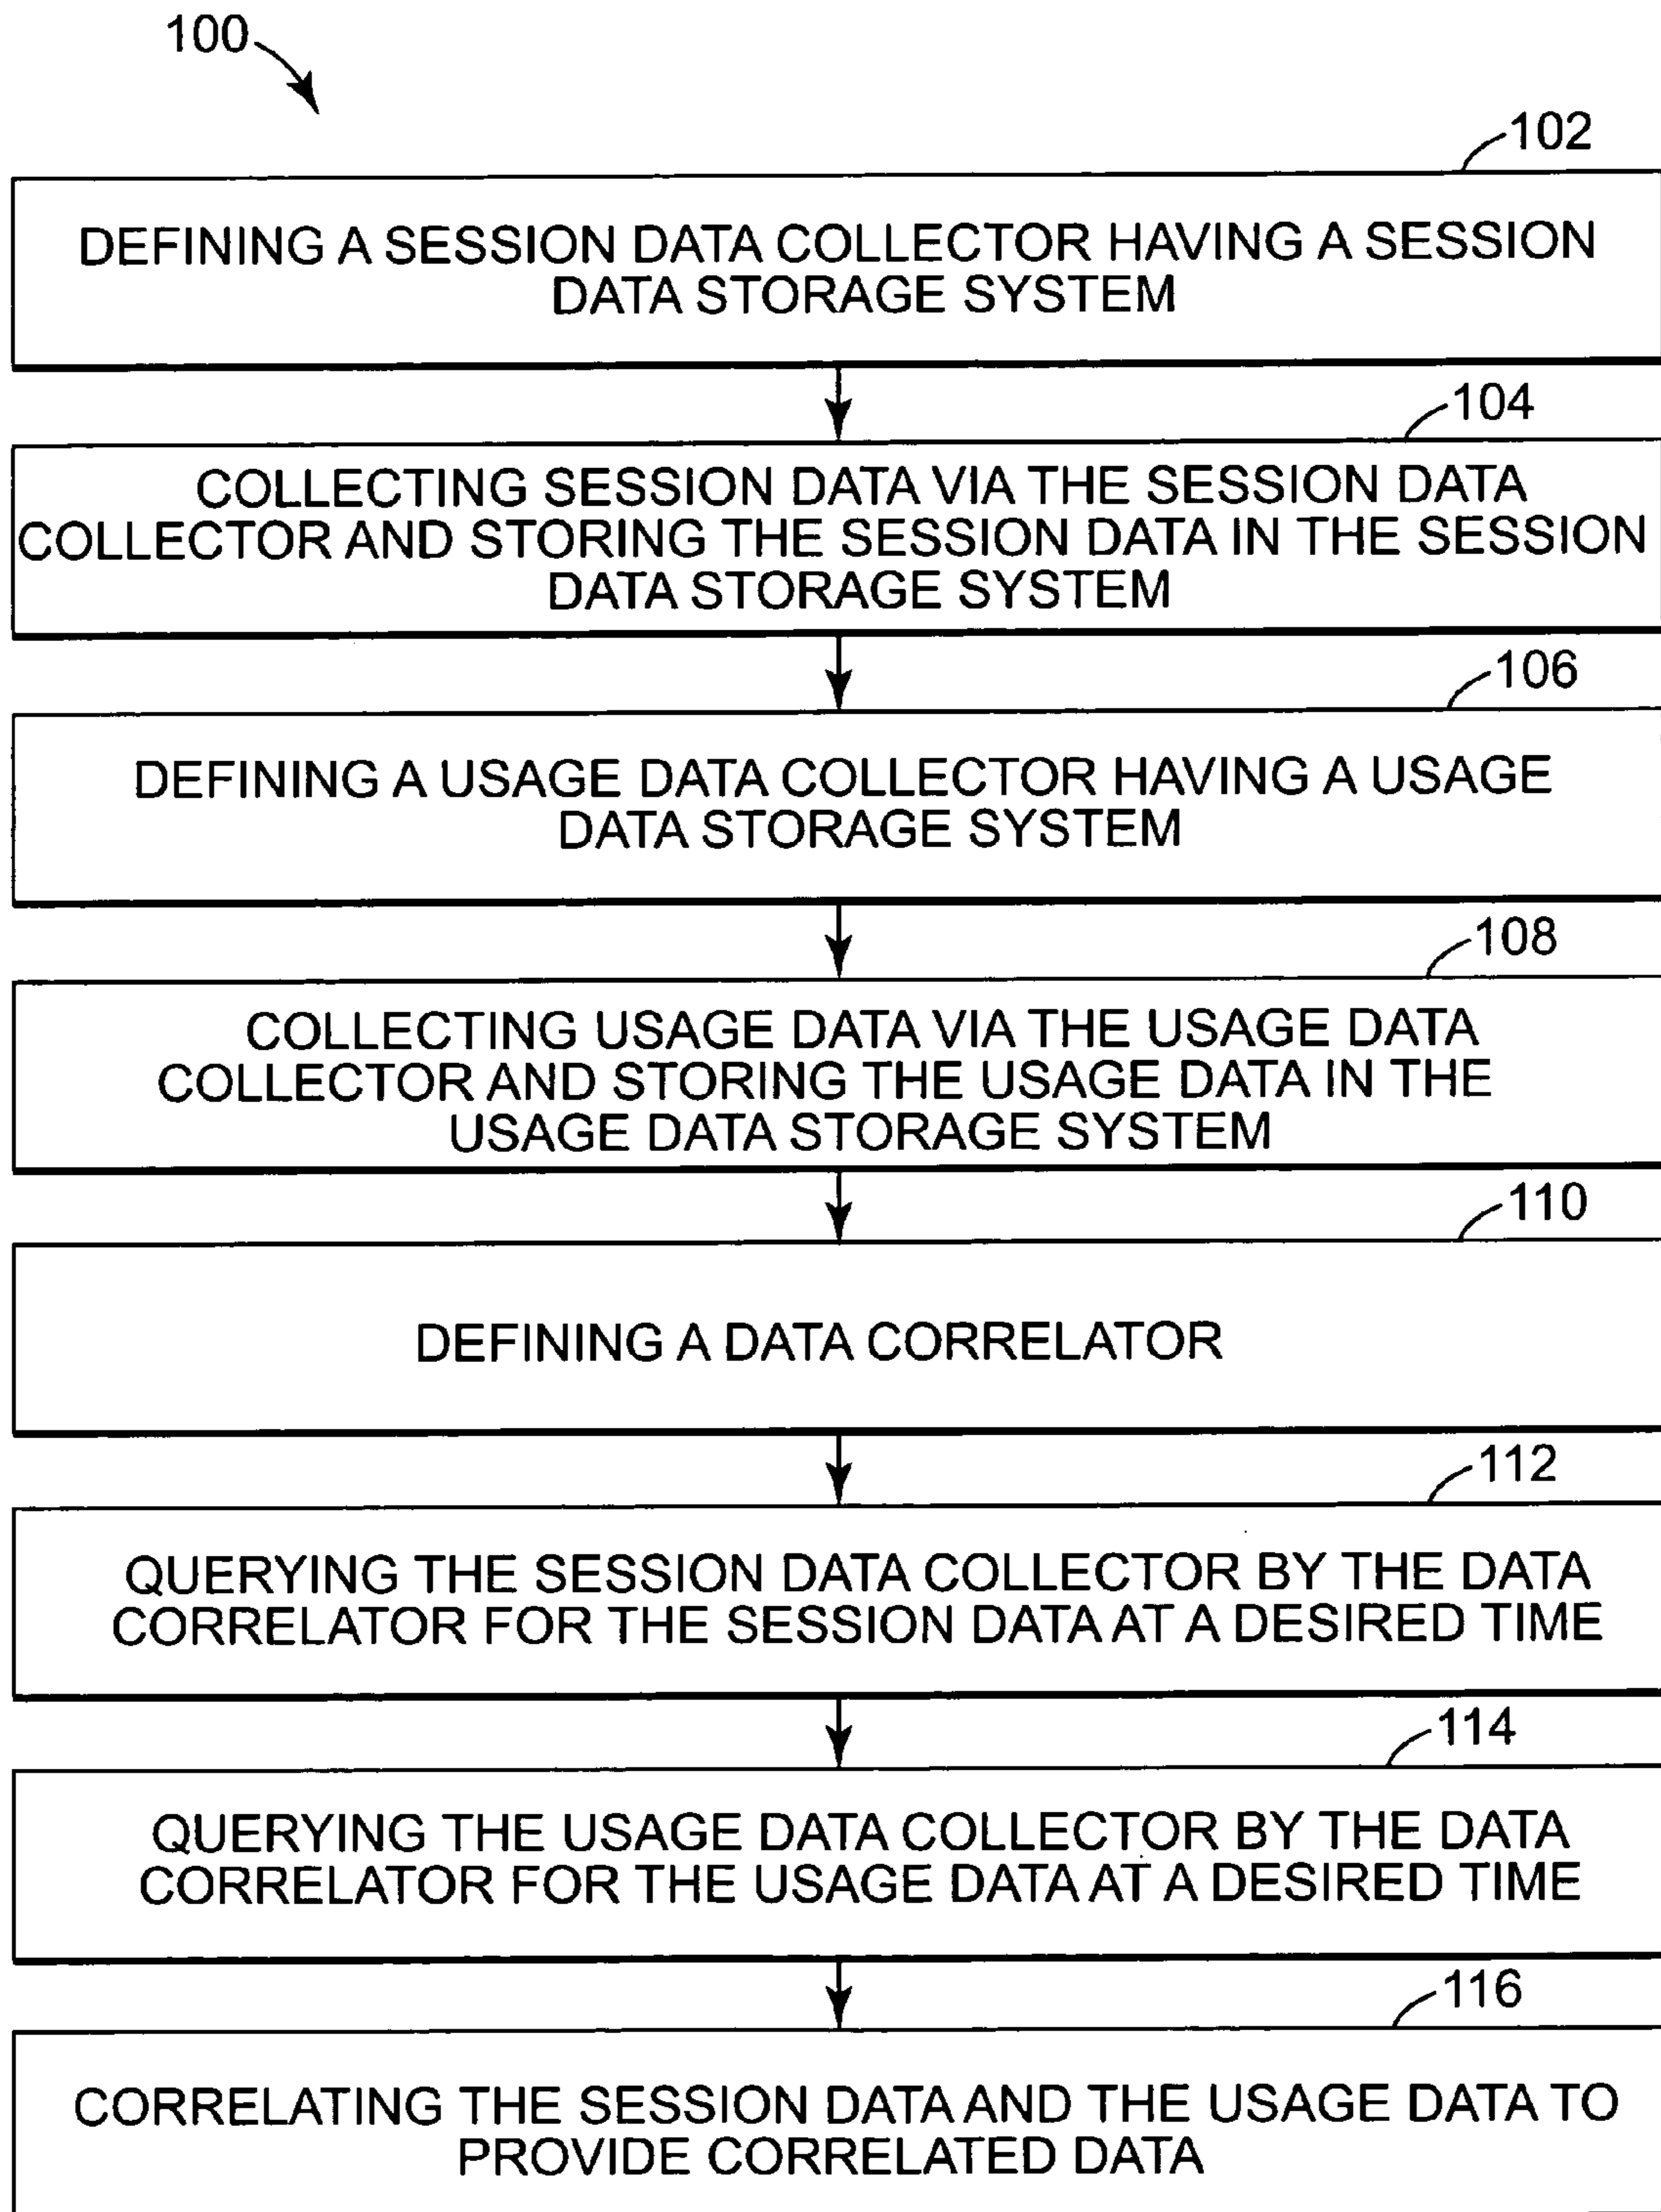 100
102
DEFINING A SESSION DATA COLLECTOR HAVING A SESSION
DATA STORAGE SYSTEM
104
COLLECTING SESSION DATA VIA THE SESSION DATA
COLLECTOR AND STORING THE SESSION DATA IN THE SESSION
DATA STORAGE SYSTEM
106
DEFINING A USAGE DATA COLLECTOR HAVING A USAGE
DATA STORAGE SYSTEM
108
COLLECTING USAGE DATA VIA THE USAGE DATA
COLLECTOR AND STORING THE USAGE DATA IN THE
USAGE DATA STORAGE SYSTEM
110
DEFINING A DATA CORRELATOR
112
QUERYING THE SESSION DATA COLLECTOR BY THE DATA
CORRELATOR FOR THE SESSION DATA AT A DESIRED TIME
114
QUERYING THE USAGE DATA COLLECTOR BY THE DATA
CORRELATOR FOR THE USAGE DATA AT A DESIRED TIME
116
CORRELATING THE SESSION DATA AND THE USAGE DATA TO
PROVIDE CORRELATED DATA